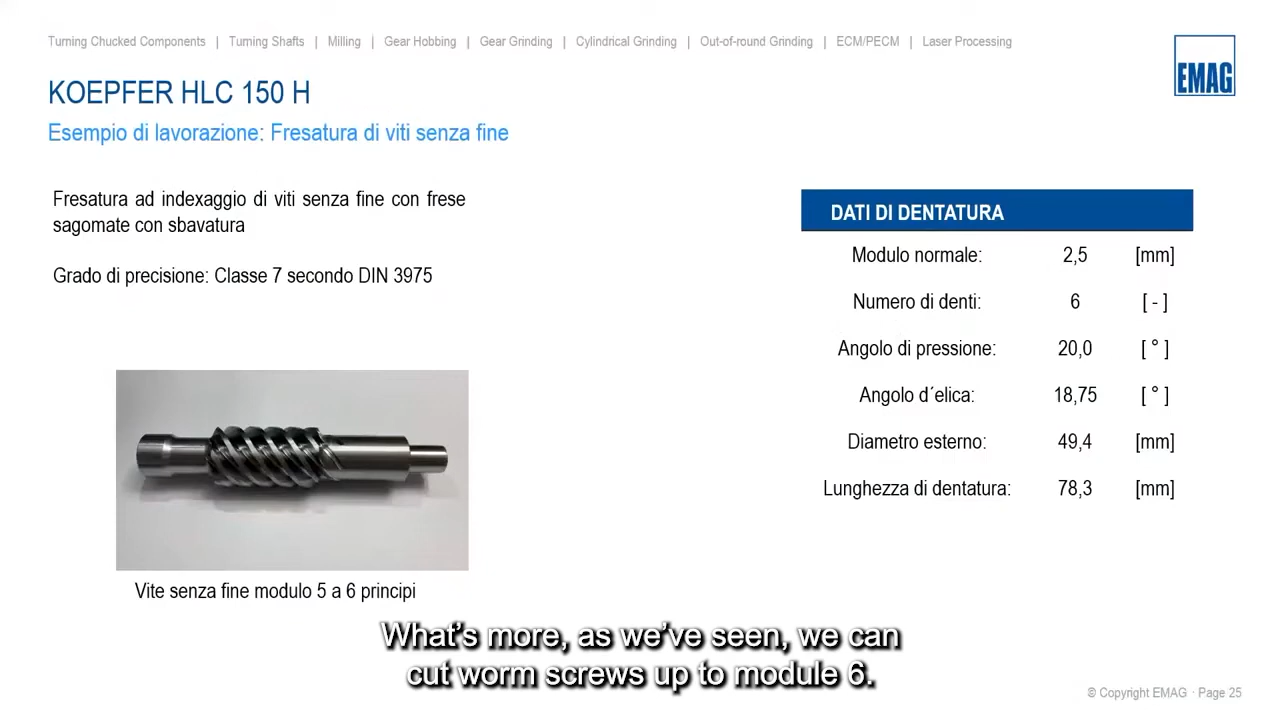 Turning Chucked Components | Turning Shafts | Milling | Gear Hobbing | Gear Grinding | Cylindrical Grinding | Out-of-round Grinding | ECM/PECM | Laser Processing
EMAG
KOEPFER HLC 150 H
Esempio di lavorazione: Fresatura di viti senza fine
Fresatura ad indexaggio di viti senza fine con frese
sagomate con sbavatura
Grado di precisione: Classe 7 secondo DIN 3975
DATI DI DENTATURA
Modulo normale: 2,5 [mm]
Numero di denti: 6 [ - ]
Angolo di pressione: 20,0 [ ° ]
Angolo d´elica: 18,75 [ ° ]
Diametro esterno: 49,4 [mm]
Lunghezza di dentatura: 78,3 [mm]
Vite senza fine modulo 5 a 6 principi
What's more, as we've seen, we can
cut worm screws up to module 6.
© Copyright EMAG · Page 25